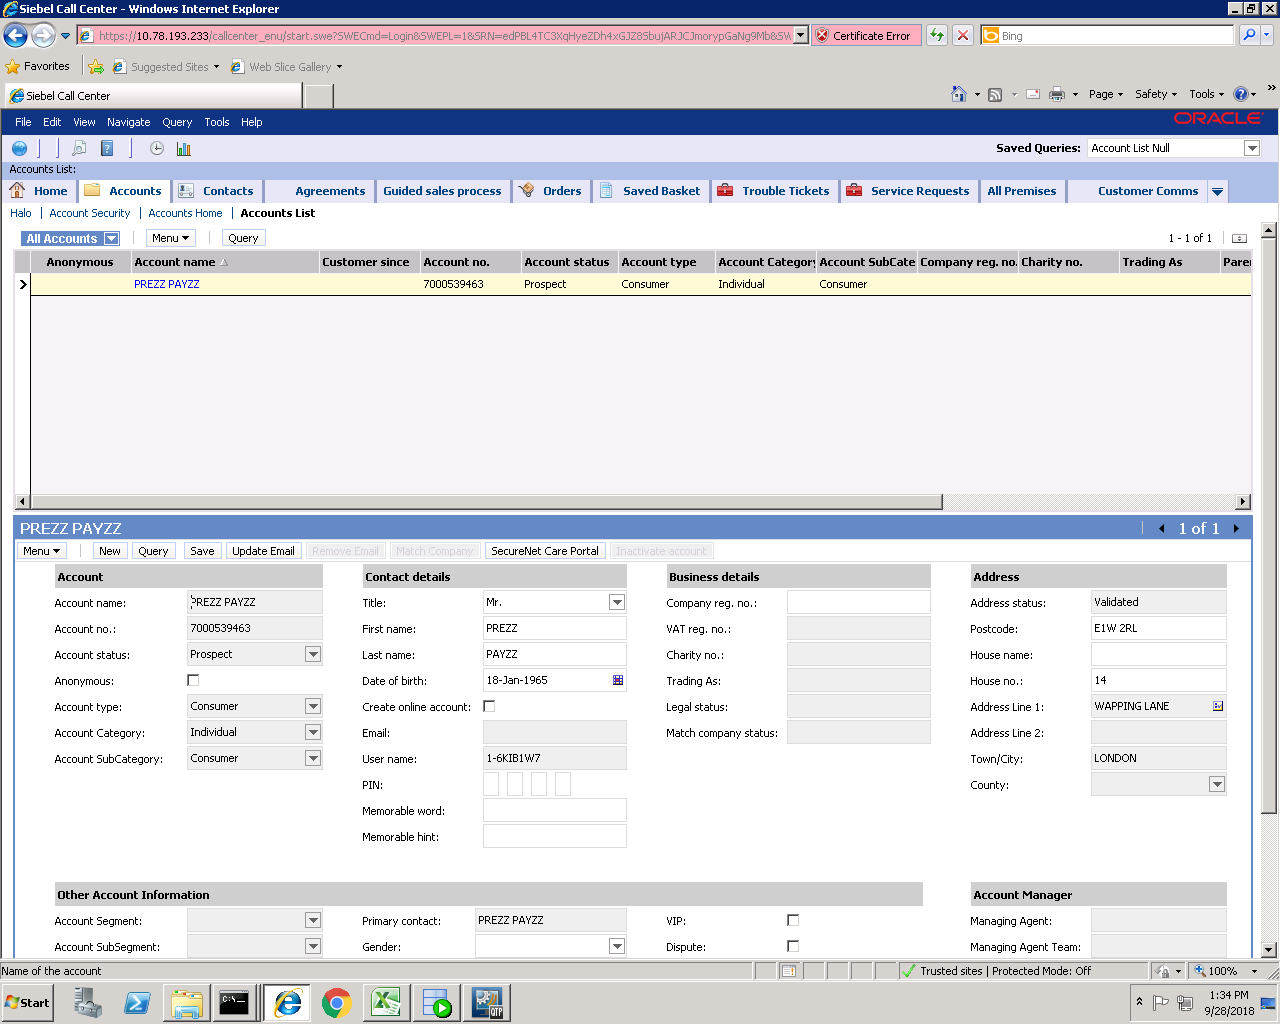 Siebel Call Center - Windows Internet Explorer
https://10.78.193.233/callcenter_enu/start.swe?SWECmd=Login&SWEPL=1&SRN=
Certificate Error
Bing
Favorites Suggested Sites Web Slice Gallery
Siebel Call Center
Page Safety Tools
File Edit View Navigate Query Tools Help
ORACLE
Saved Queries: Account List Null
Accounts List:
Home Accounts Contacts Agreements Guided sales process Orders Saved Basket Trouble Tickets Service Requests All Premises Customer Comms
Halo Account Security Accounts Home Accounts List
All Accounts Menu Query 1 - 1 of 1
Anonymous Account name Customer since Account no. Account status Account type Account Category Account SubCate Company reg. no. Charity no. Trading As Pare
PREZZ PAYZZ 7000539463 Prospect Consumer Individual Consumer
PREZZ PAYZZ 1 of 1
Menu New Query Save Update Email Remove Email Match Company SecureNet Care Portal Inactivate account
Account Contact details Business details Address
Account name: PREZZ PAYZZ Title: Mr. Company reg. no.: Address status: Validated
Account no.: 7000539463 First name: PREZZ VAT reg. no.: Postcode: E1W 2RL
Account status: Prospect Last name: PAYZZ Charity no.: House name:
Anonymous: Date of birth: 18-Jan-1965 Trading As: House no.: 14
Account type: Consumer Create online account: Legal status: Address Line 1: WAPPING LANE
Account Category: Individual Email: Match company status: Address Line 2:
Account SubCategory: Consumer User name: 1-6KIB1W7 Town/City: LONDON
PIN: County:
Memorable word:
Memorable hint:
Other Account Information Account Manager
Account Segment: Primary contact: PREZZ PAYZZ VIP: Managing Agent:
Account SubSegment: Gender: Dispute: Managing Agent Team:
Name of the account Trusted sites | Protected Mode: Off 100%
Start C:\ QTP 1:34 PM
9/28/2018